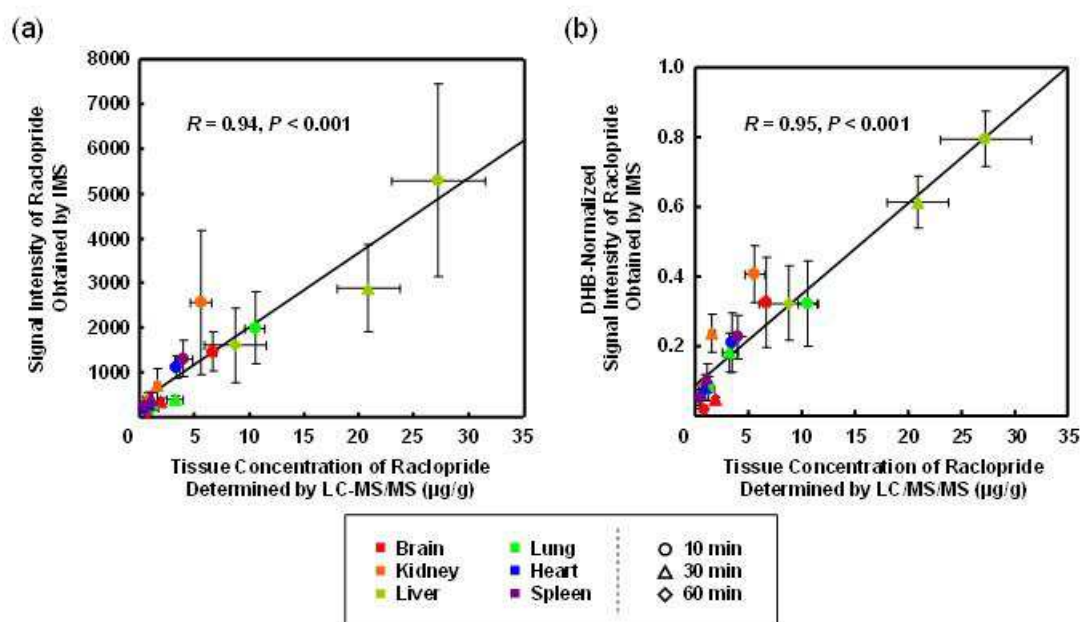 (a)
8000
7000
6000
5000
4000
3000
2000
1000
Signal Intensity of Raclopride
Obtained by IMS
R = 0.94, P < 0.001
0 5 10 15 20 25 30 35
Tissue Concentration of Raclopride
Determined by LC-MS/MS (µg/g)
(b)
1.0
0.8
0.6
0.4
0.2
DHB-Normalized
Signal Intensity of Raclopride
Obtained by IMS
R = 0.95, P < 0.001
0 5 10 15 20 25 30 35
Tissue Concentration of Raclopride
Determined by LC/MS/MS (µg/g)
Brain
Kidney
Liver
Lung
Heart
Spleen
10 min
30 min
60 min